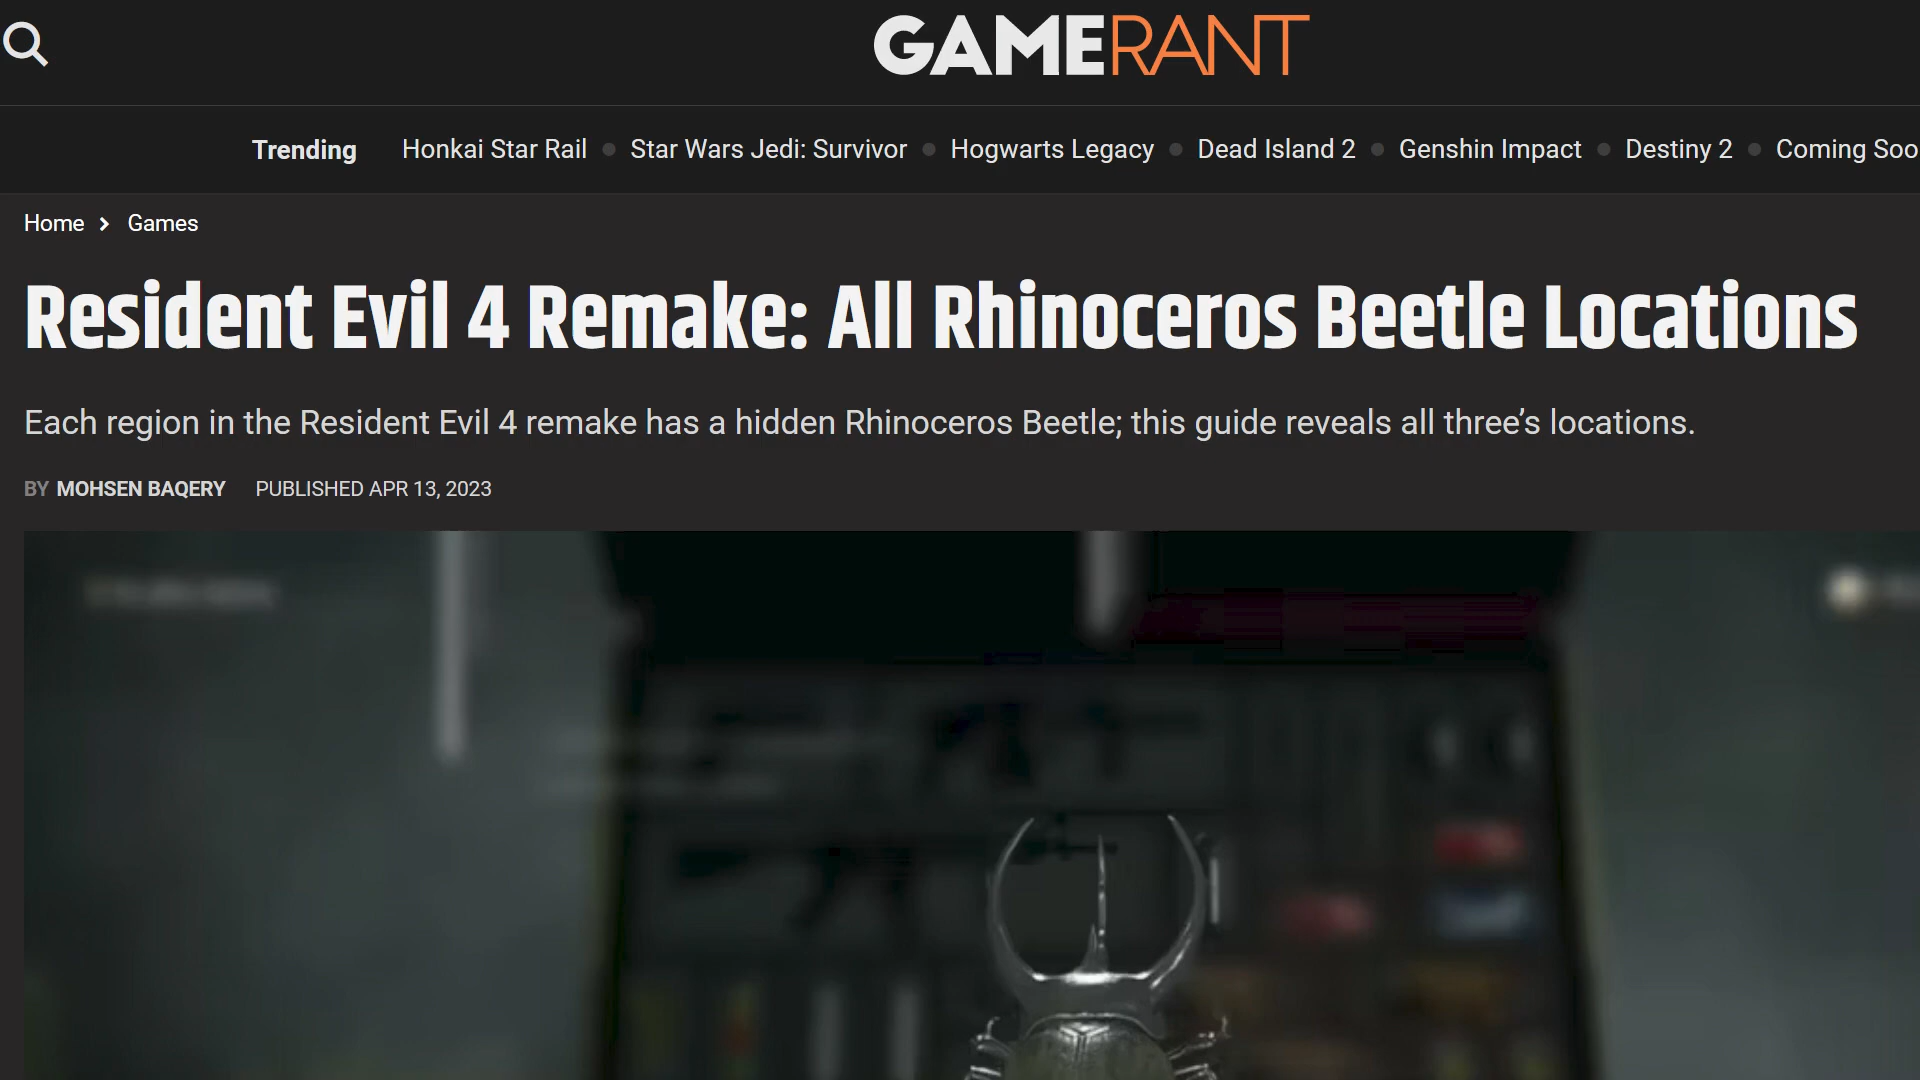 GAMERANT
Trending Honkai Star Rail Star Wars Jedi: Survivor Hogwarts Legacy Dead Island 2 Genshin Impact Destiny 2 Coming Soo
Home Games
Resident Evil 4 Remake: All Rhinoceros Beetle Locations
Each region in the Resident Evil 4 remake has a hidden Rhinoceros Beetle; this guide reveals all three’s locations.
BY MOHSEN BAQERY PUBLISHED APR 13, 2023